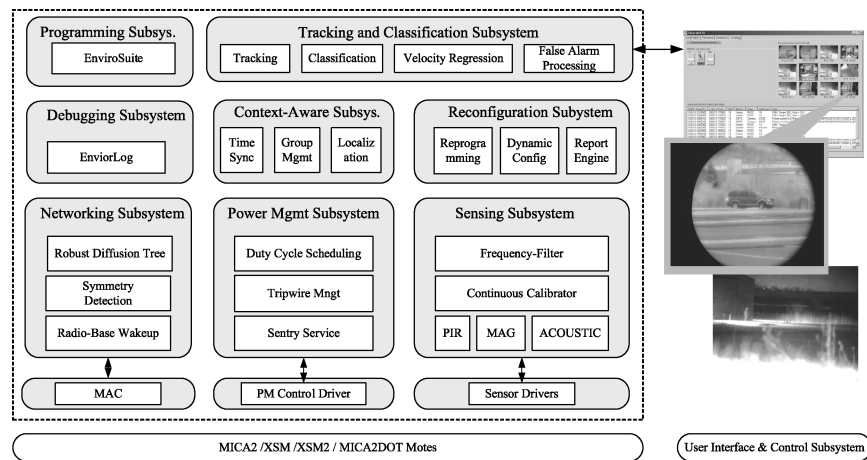 Programming Subsys.
EnviroSuite
Tracking and Classification Subsystem
Tracking
Classification
Velocity Regression
False Alarm
Processing
Debugging Subsystem
EnviorLog
Context-Aware Subsys.
Time
Sync
Group
Mgmt
Localiz
ation
Reconfiguration Subsystem
Reprogra
mming
Dynamic
Config
Report
Engine
Networking Subsystem
Robust Diffusion Tree
Symmetry
Detection
Radio-Base Wakeup
Power Mgmt Subsystem
Duty Cycle Scheduling
Tripwire Mngt
Sentry Service
Sensing Subsystem
Frequency-Filter
Continuous Calibrator
PIR
MAG
ACOUSTIC
MAC
PM Control Driver
Sensor Drivers
MICA2 /XSM /XSM2 / MICA2DOT Motes
User Interface & Control Subsystem